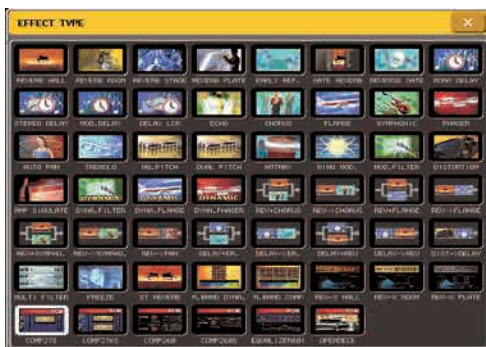 EFFECT TYPE
REVERB HALL REVERB ROOM REVERB STAGE REVERB PLATE EARLY REF. GATE REVERB REVERSE GATE MONO DELAY
STEREO DELAY MOD.DELAY DELAY LCR ECHO CHORUS FLANGE SYMPHONIC PHASER
AUTO PAN TREMOLO HQ.PITCH DUAL PITCH ROTARY RING MOD. MOD.FILTER DISTORTION
AMP SIMULATE DYNA.FILTER DYNA.FLANGE DYNA.PHASER REV+CHORUS REV->CHORUS REV+FLANGE REV->FLANGE
REV+SYMPHO. REV->SYMPHO. REV->PAN DELAY+ER. DELAY->ER. DELAY+REV DELAY->REV DIST->DELAY
MULTI FILTER FREEZE ST REVERB M.BAND DYNA. M.BAND COMP REV-X HALL REV-X ROOM REV-X PLATE
COMP276 COMP276S COMP260 COMP260S EQUALIZER601 OPENDECK